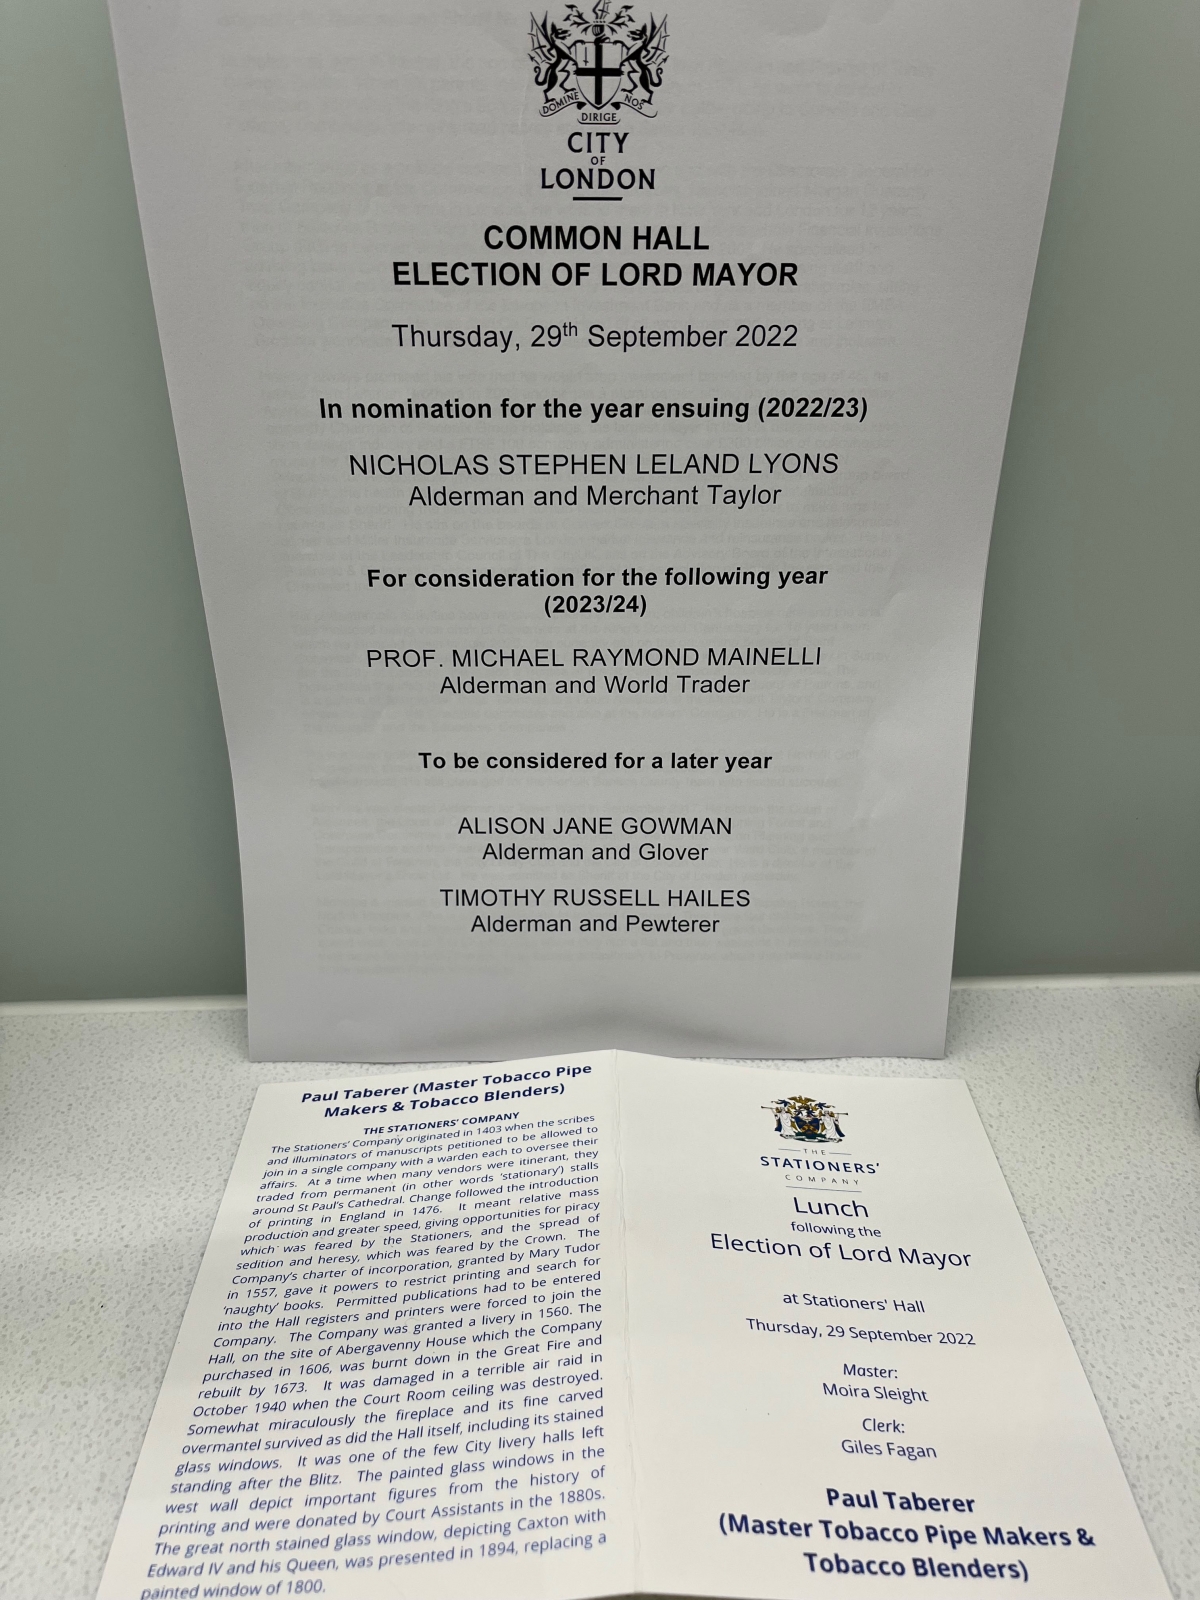 DOMINE DIRIGE NOS
CITY
OF
LONDON
COMMON HALL
ELECTION OF LORD MAYOR
Thursday, 29th September 2022
In nomination for the year ensuing (2022/23)
NICHOLAS STEPHEN LELAND LYONS
Alderman and Merchant Taylor
For consideration for the following year
(2023/24)
PROF. MICHAEL RAYMOND MAINELLI
Alderman and World Trader
To be considered for a later year
ALISON JANE GOWMAN
Alderman and Glover
TIMOTHY RUSSELL HAILES
Alderman and Pewterer
Paul Taberer (Master Tobacco Pipe
Makers & Tobacco Blenders)
THE STATIONERS' COMPANY
The Stationers' Company originated in 1403 when the scribes
and illuminators of manuscripts petitioned to be allowed to
join in a single company with a warden each to oversee their
affairs. At a time when many vendors were itinerant, they
traded from permanent (in other words 'stationary') stalls
around St Paul's Cathedral. Change followed the introduction
of printing in England in 1476. It meant relative mass
production and greater speed, giving opportunities for piracy
which was feared by the Stationers, and the spread of
sedition and heresy, which was feared by the Crown. The
Company's charter of incorporation, granted by Mary Tudor
in 1557, gave it powers to restrict printing and search for
'naughty' books. Permitted publications had to be entered
into the Hall registers and printers were forced to join the
Company. The Company was granted a livery in 1560. The
Hall, on the site of Abergavenny House which the Company
purchased in 1606, was burnt down in the Great Fire and
rebuilt by 1673. It was damaged in a terrible air raid in
October 1940 when the Court Room ceiling was destroyed.
Somewhat miraculously the fireplace and its fine carved
overmantel survived as did the Hall itself, including its stained
glass windows. It was one of the few City livery halls left
standing after the Blitz. The painted glass windows in the
west wall depict important figures from the history of
printing and were donated by Court Assistants in the 1880s.
The great north stained glass window, depicting Caxton with
Edward IV and his Queen, was presented in 1894, replacing a
painted window of 1800.
THE
STATIONERS'
COMPANY
Lunch
following the
Election of Lord Mayor
at Stationers' Hall
Thursday, 29 September 2022
Master:
Moira Sleight
Clerk:
Giles Fagan
Paul Taberer
(Master Tobacco Pipe Makers &
Tobacco Blenders)